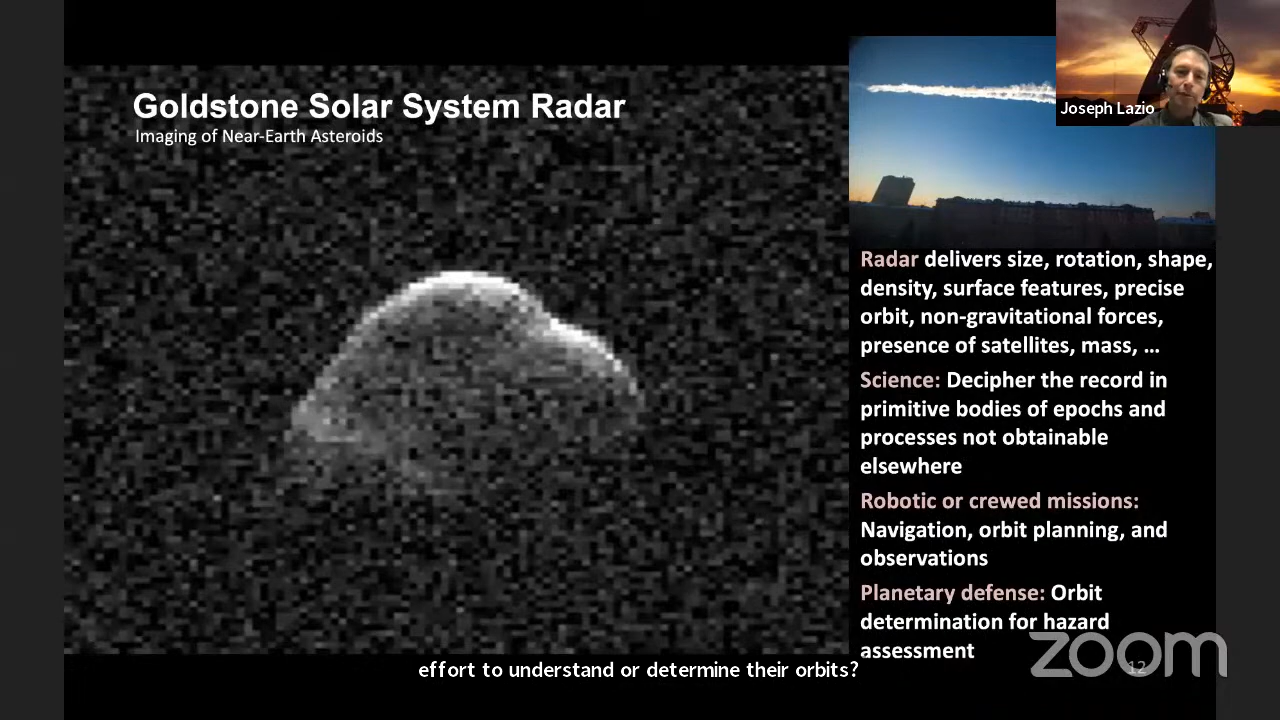 Goldstone Solar System Radar
Imaging of Near-Earth Asteroids
Joseph Lazio
Radar delivers size, rotation, shape,
density, surface features, precise
orbit, non-gravitational forces,
presence of satellites, mass, ...
Science: Decipher the record in
primitive bodies of epochs and
processes not obtainable
elsewhere
Robotic or crewed missions:
Navigation, orbit planning, and
observations
Planetary defense: Orbit
determination for hazard
assessment
zoom
12
effort to understand or determine their orbits?